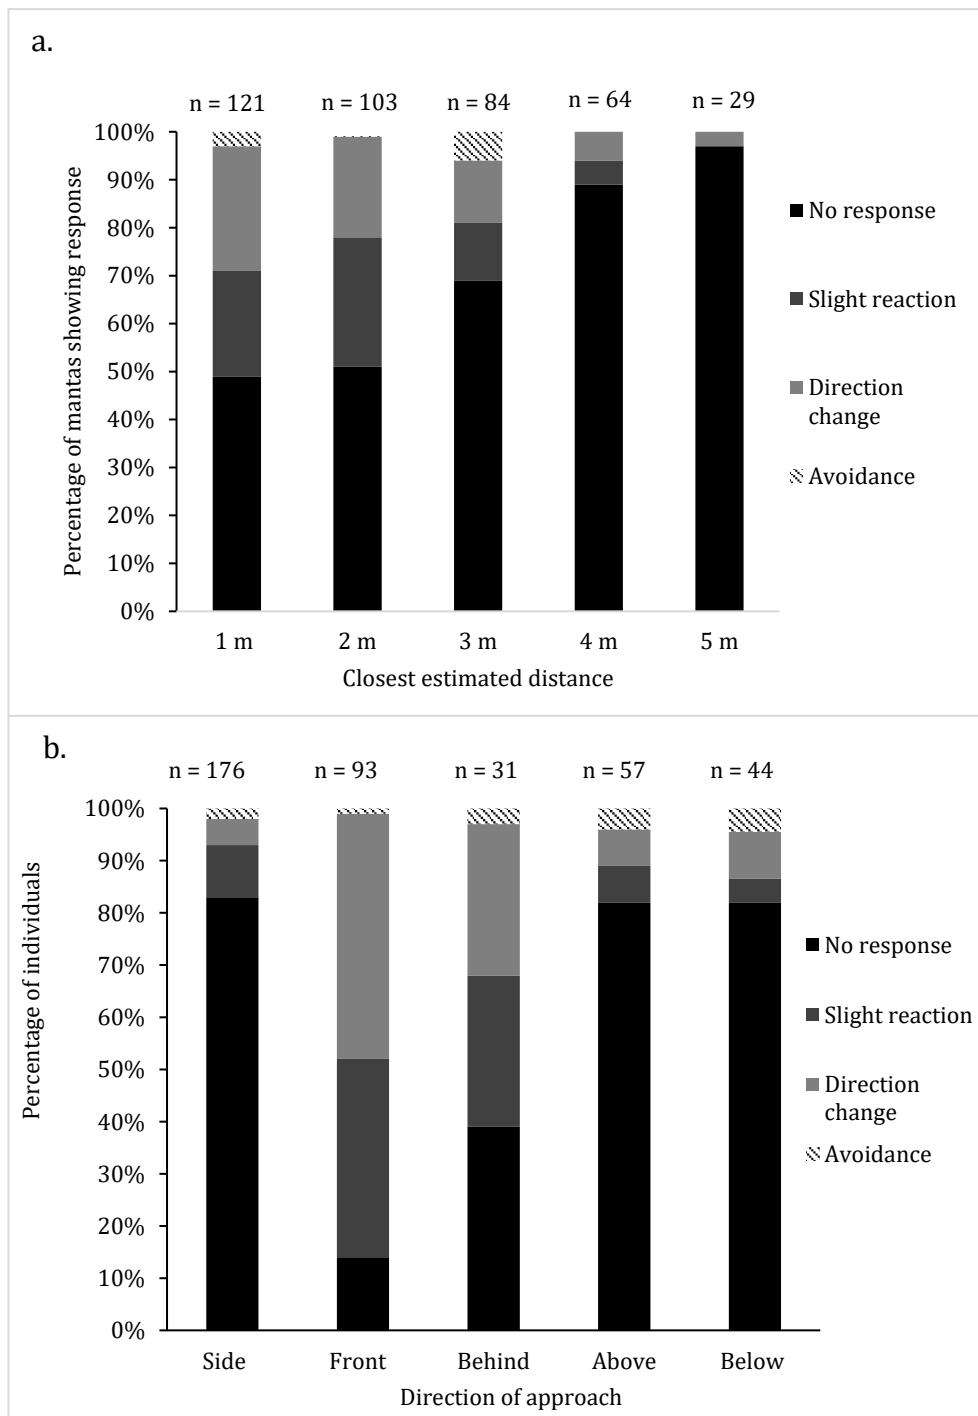 a.
n = 121
n = 103
n = 84
n = 64
n = 29
100%
90%
80%
70%
60%
50%
40%
30%
20%
10%
0%
Percentage of mantas showing response
1 m
2 m
3 m
4 m
5 m
Closest estimated distance
No response
Slight reaction
Direction
change
Avoidance
b.
n = 176
n = 93
n = 31
n = 57
n = 44
100%
90%
80%
70%
60%
50%
40%
30%
20%
10%
0%
Percentage of individuals
Side
Front
Behind
Above
Below
Direction of approach
No response
Slight reaction
Direction
change
Avoidance